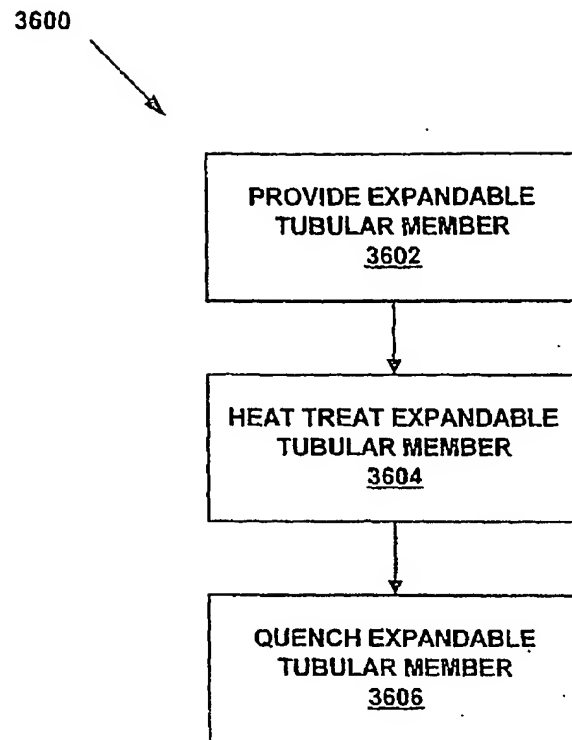 3600
PROVIDE EXPANDABLE
TUBULAR MEMBER
3602
HEAT TREAT EXPANDABLE
TUBULAR MEMBER
3604
QUENCH EXPANDABLE
TUBULAR MEMBER
3606